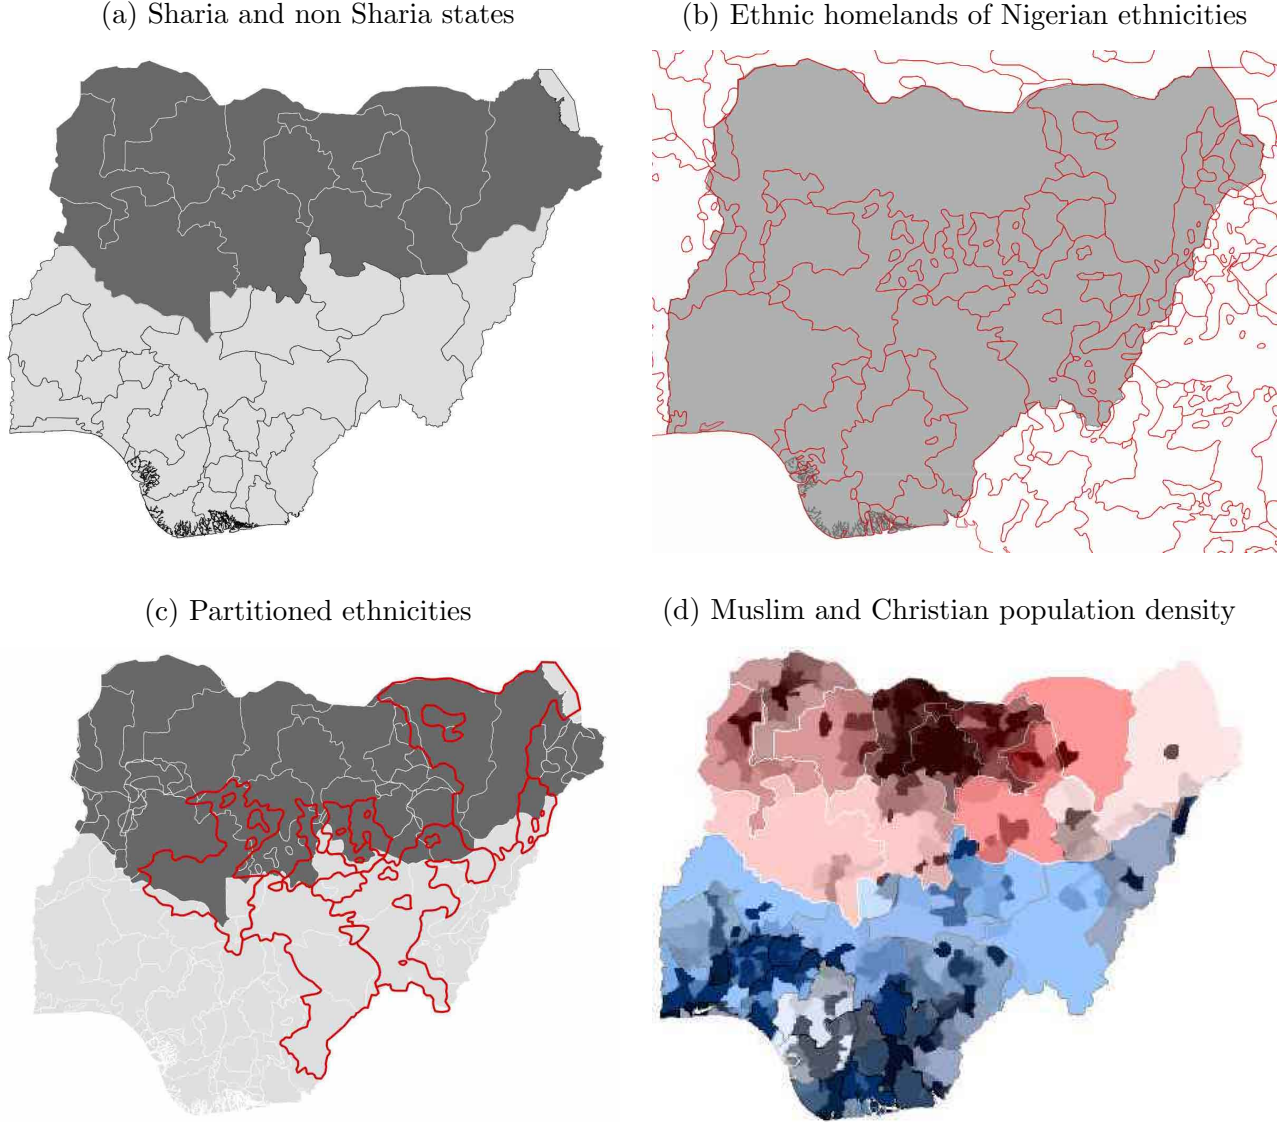 (a) Sharia and non Sharia states
(b) Ethnic homelands of Nigerian ethnicities
(c) Partitioned ethnicities
(d) Muslim and Christian population density